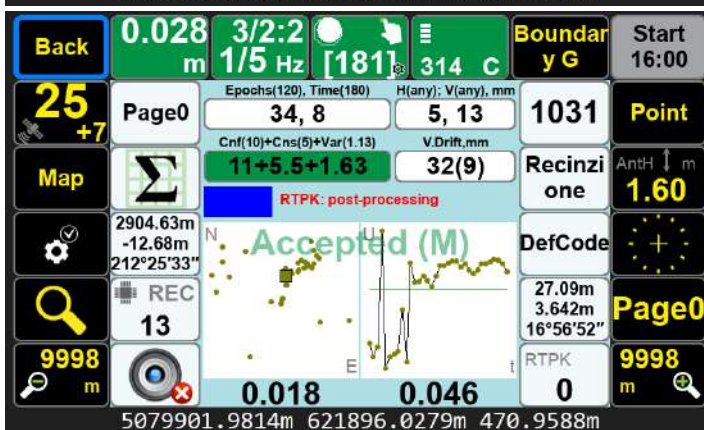 Back
0.028
m
3/2:2
1/5 Hz
[181]
314 C
Boundar
y G
Start
16:00
25
+7
Page0
Epochs(120), Time(180)
34, 8
H(any); V(any), mm
5, 13
1031
Point
Map
Σ
Cnf(10)+Cns(5)+Var(1.13)
11+5.5+1.63
V.Drift,mm
32(9)
Recinzi
one
AntH m
1.60
RTPK: post-processing
2904.63m
-12.68m
212°25'33"
N
Accepted (M)
U
DefCode
REC
13
27.09m
3.642m
16°56'52"
Page0
E
t
9998
m
0.018
0.046
RTPK
0
9998
m
5079901.9814m 621896.0279m 470.9588m